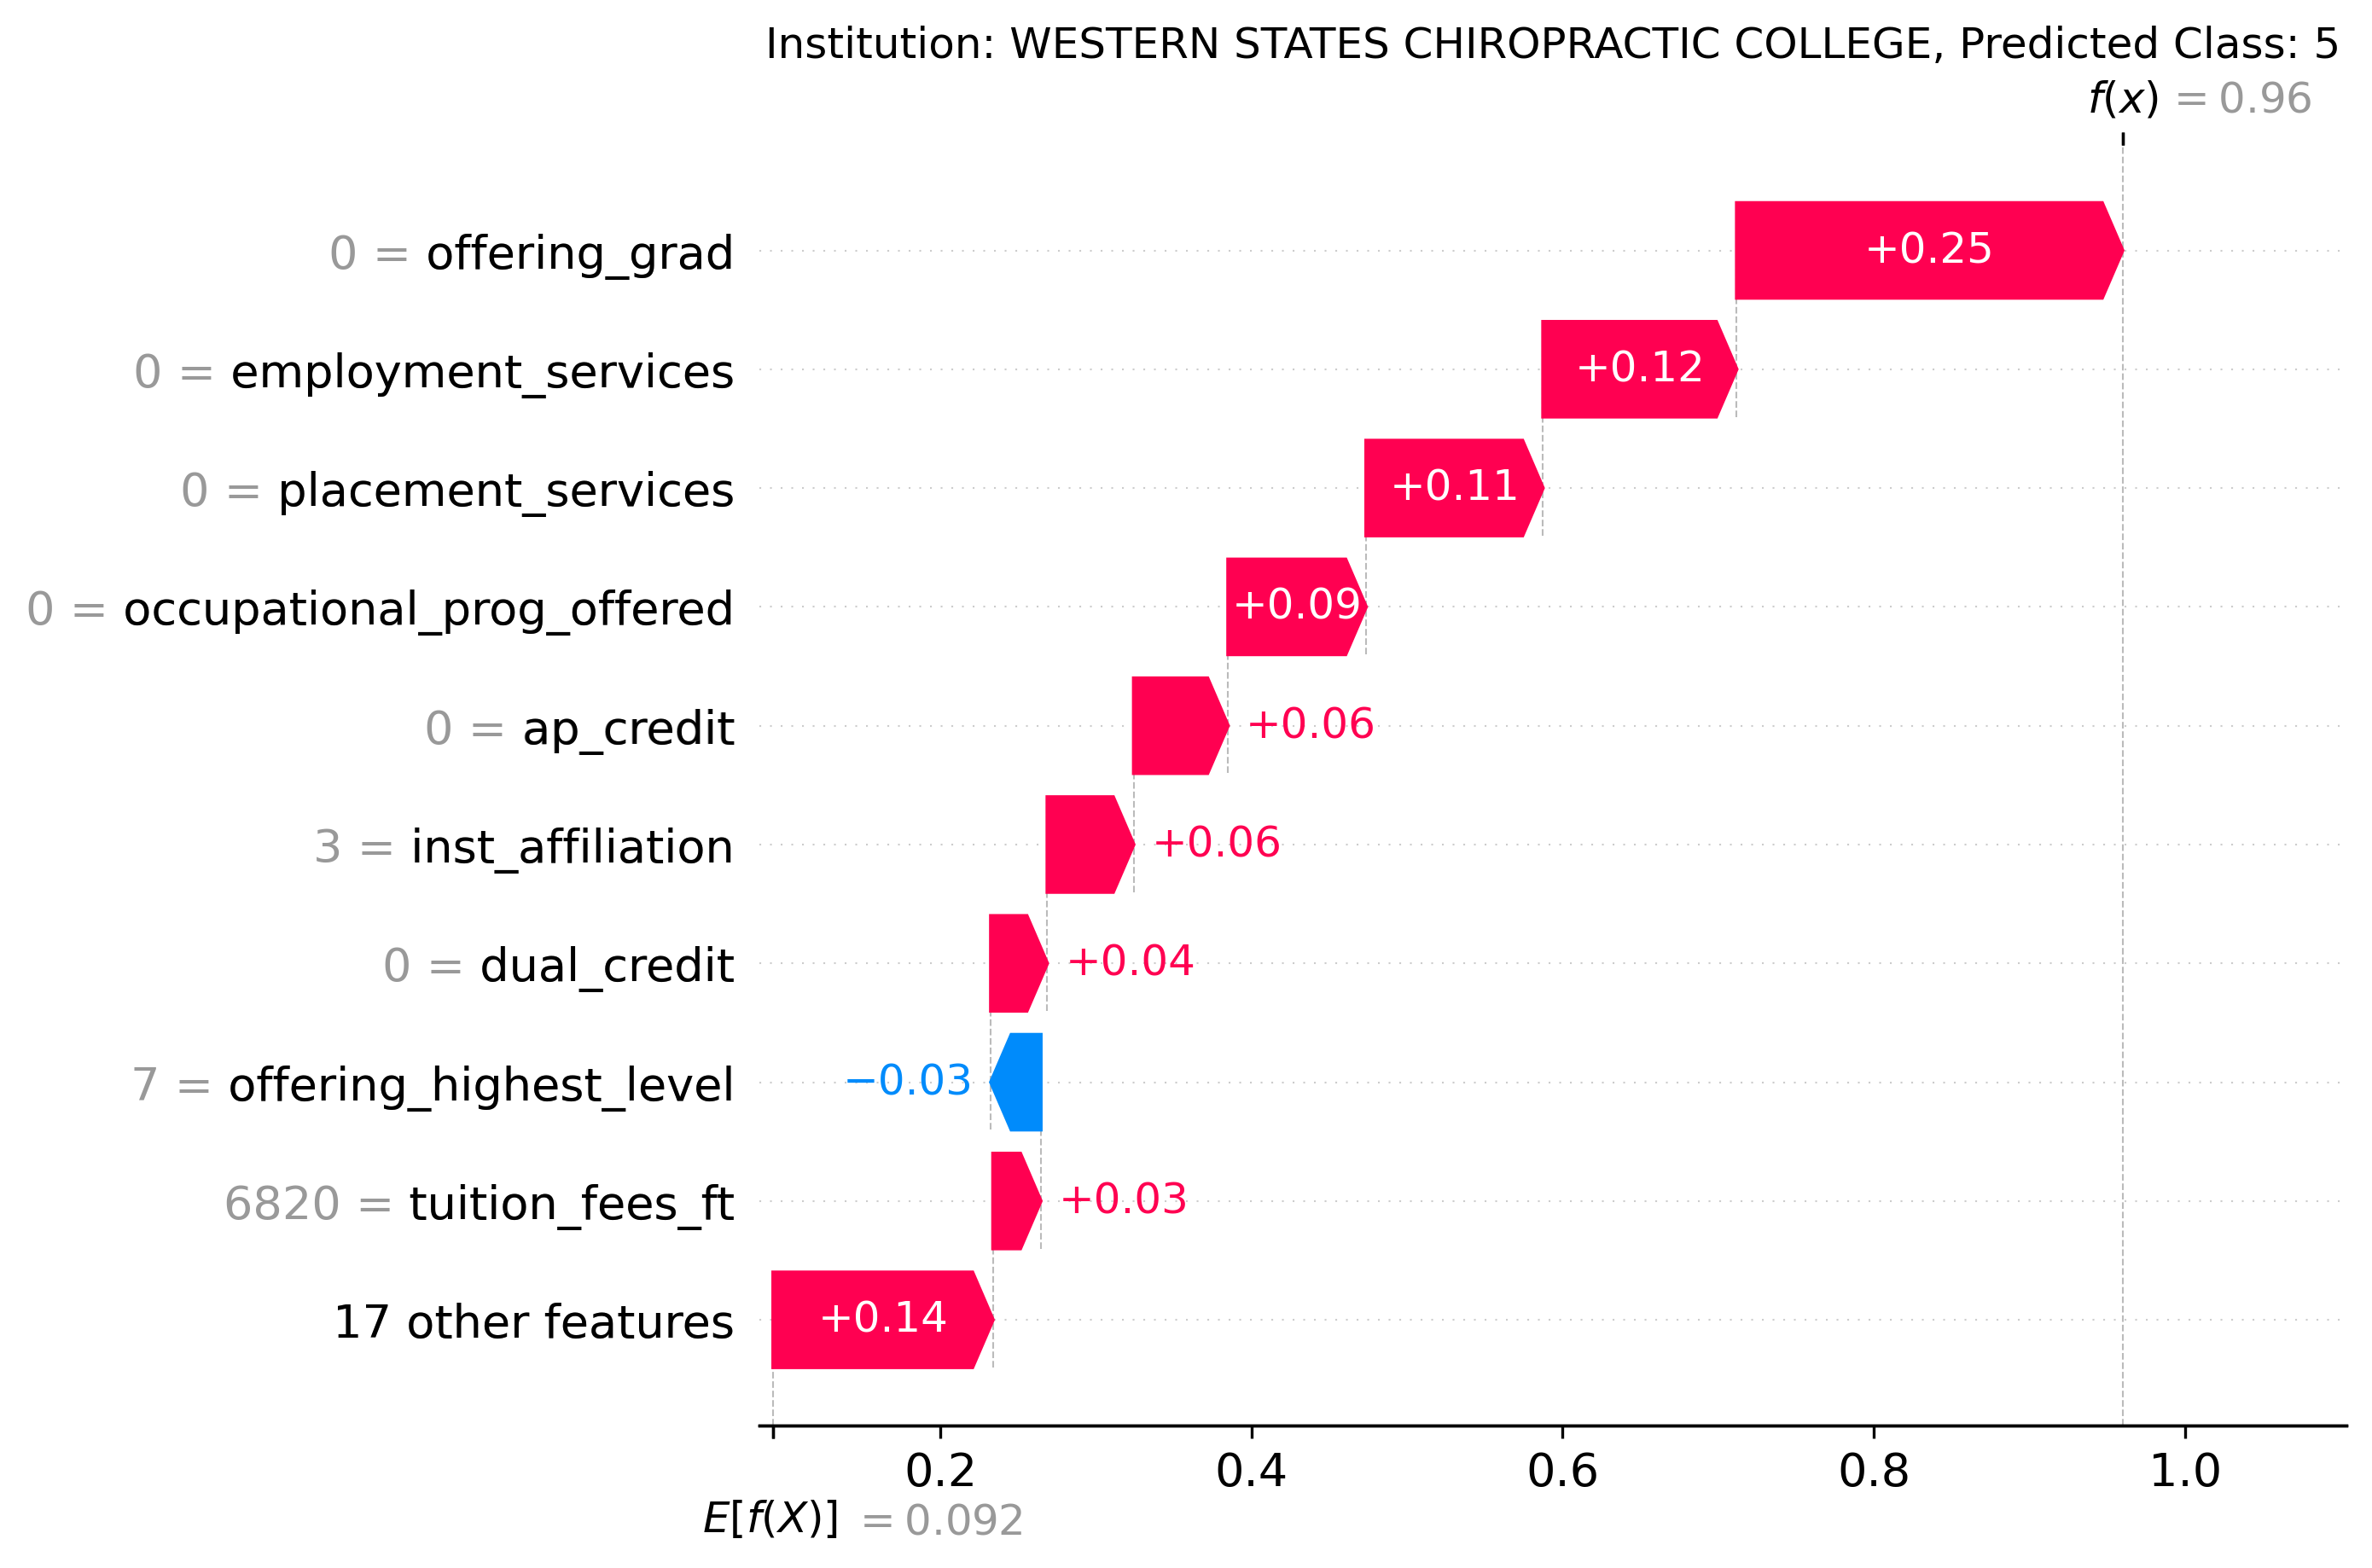 Institution: WESTERN STATES CHIROPRACTIC COLLEGE, Predicted Class: 5
f(x) = 0.96
0 = offering_grad +0.25
0 = employment_services +0.12
0 = placement_services +0.11
0 = occupational_prog_offered +0.09
0 = ap_credit +0.06
3 = inst_affiliation +0.06
0 = dual_credit +0.04
7 = offering_highest_level −0.03
6820 = tuition_fees_ft +0.03
17 other features +0.14
0.2 0.4 0.6 0.8 1.0
E[f(X)] = 0.092